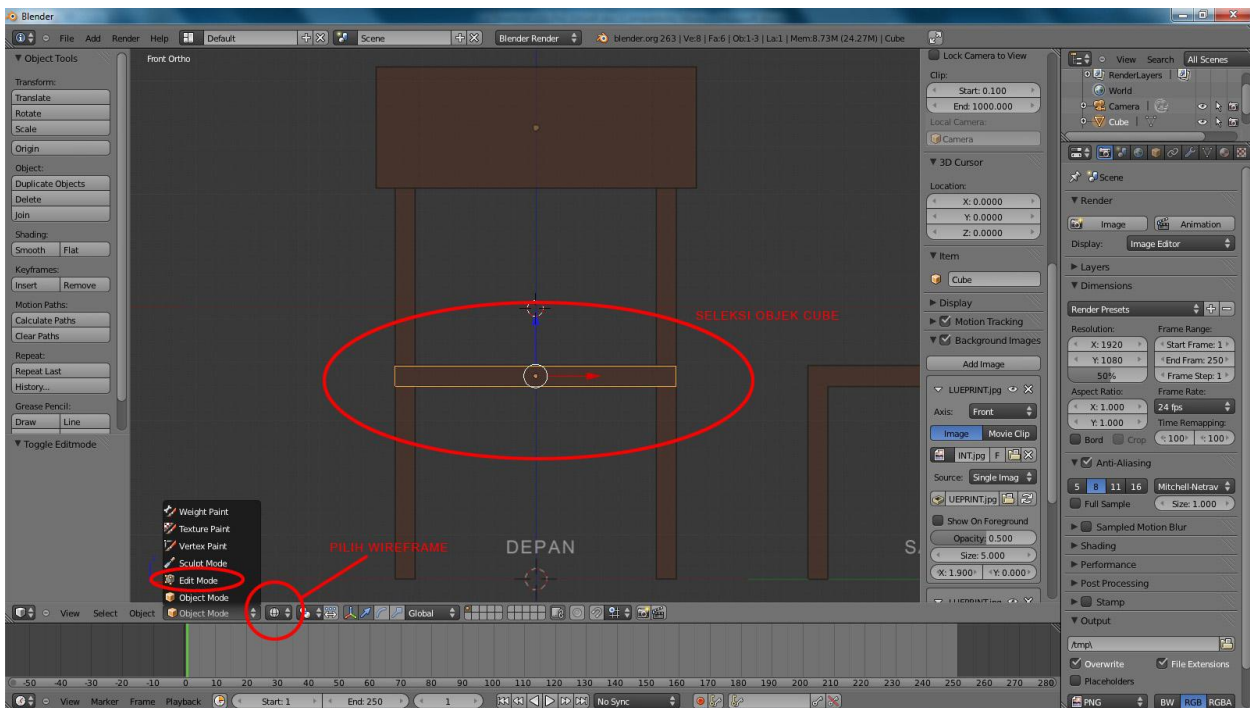 Blender
File Add Render Help Default Scene Blender Render blender.org 263 | Ve:8 | Fa:6 | Ob:1-3 | La:1 | Mem:8.73M (24.27M) | Cube
Object Tools
Transform:
Translate
Rotate
Scale
Origin
Object:
Duplicate Objects
Delete
Join
Shading:
Smooth Flat
Keyframes:
Insert Remove
Motion Paths:
Calculate Paths
Clear Paths
Repeat:
Repeat Last
History...
Grease Pencil:
Draw Line
Toggle Editmode
Front Ortho
SELEKSI OBJEK CUBE
PILIH WIREFRAME
DEPAN
Weight Paint
Texture Paint
Vertex Paint
Sculpt Mode
Edit Mode
Object Mode
View Select Object Object Mode Global
Lock Camera to View
Clip:
Start: 0.100
End: 1000.000
Local Camera:
Camera
3D Cursor
Location:
X: 0.0000
Y: 0.0000
Z: 0.0000
Item
Cube
Display
Motion Tracking
Background Images
Add Image
LUEPRINT.jpg
Axis: Front
Image Movie Clip
INT.jpg F
Source: Single Imag
UEPRINT.jpg
Show On Foreground
Opacity: 0.500
Size: 5.000
X: 1.900 Y: 0.000
View Search All Scenes
RenderLayers
World
Camera
Cube
Scene
Render
Image Animation
Display: Image Editor
Layers
Dimensions
Render Presets
Resolution: Frame Range:
X: 1920 Start Frame: 1
Y: 1080 End Fram: 250
50% Frame Step: 1
Aspect Ratio: Frame Rate:
X: 1.000 24 fps
Y: 1.000 Time Remapping:
Bord Crop : 100 : 100
Anti-Aliasing
5 8 11 16 Mitchell-Netrav
Full Sample Size: 1.000
Sampled Motion Blur
Shading
Performance
Post Processing
Stamp
Output
/tmp\
Overwrite File Extensions
Placeholders
PNG BW RGB RGBA
-50 -40 -30 -20 -10 0 10 20 30 40 50 60 70 80 90 100 110 120 130 140 150 160 170 180 190 200 210 220 230 240 250 260 270 280
View Marker Frame Playback Start: 1 End: 250 1 No Sync